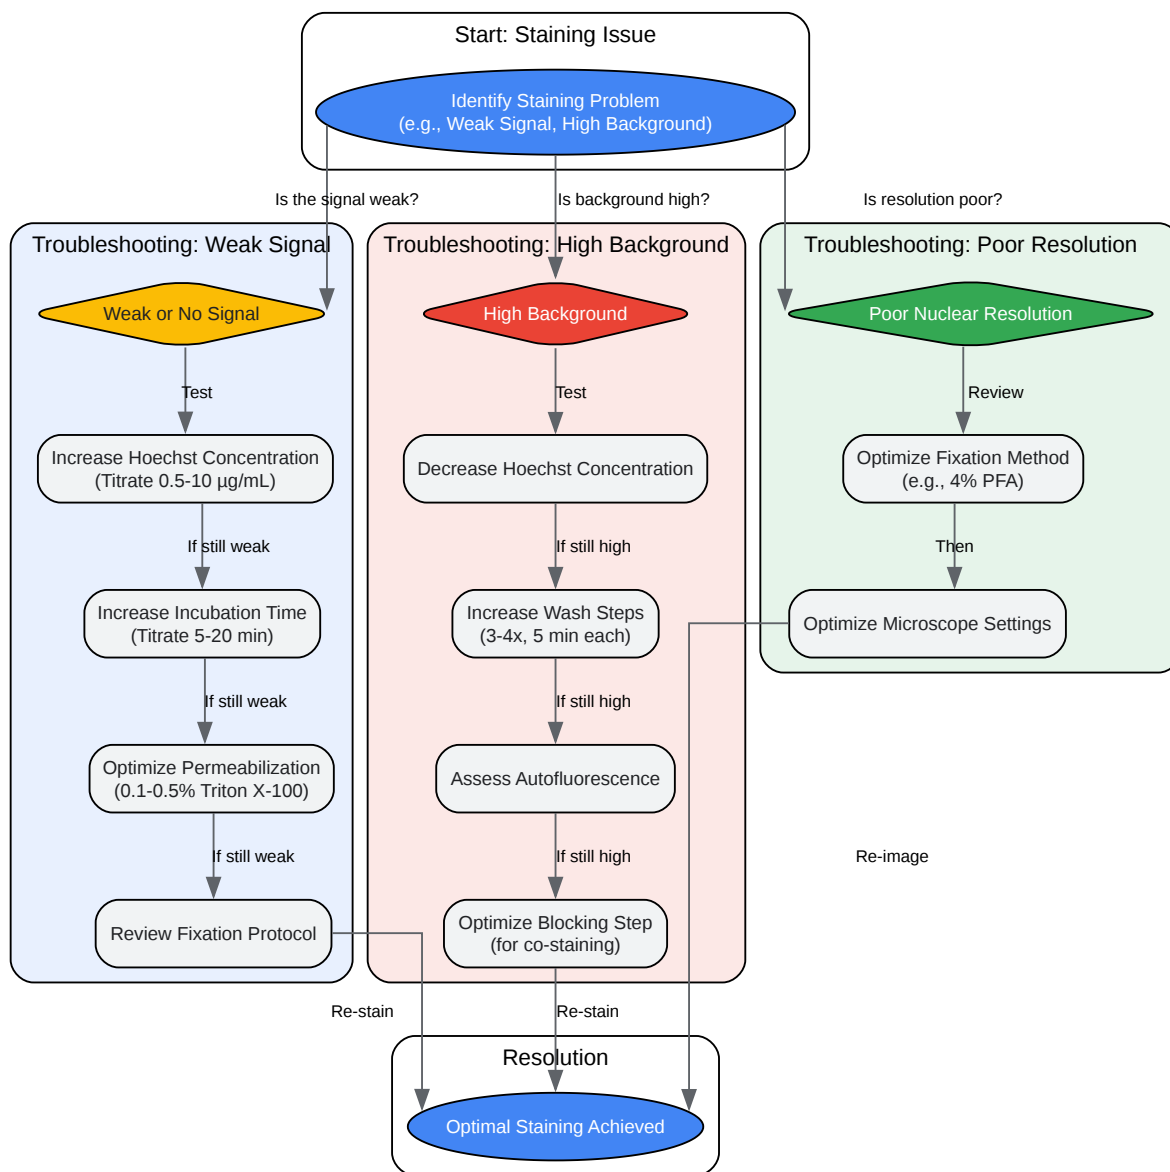 Start: Staining Issue
Identify Staining Problem
(e.g., Weak Signal, High Background)
Is the signal weak?
Is background high?
Is resolution poor?
Troubleshooting: Weak Signal
Troubleshooting: High Background
Troubleshooting: Poor Resolution
Weak or No Signal
High Background
Poor Nuclear Resolution
Test
Test
Review
Increase Hoechst Concentration
(Titrate 0.5-10 µg/mL)
Decrease Hoechst Concentration
Optimize Fixation Method
(e.g., 4% PFA)
If still weak
If still high
Then
Increase Incubation Time
(Titrate 5-20 min)
Increase Wash Steps
(3-4x, 5 min each)
Optimize Microscope Settings
If still weak
If still high
Optimize Permeabilization
(0.1-0.5% Triton X-100)
Assess Autofluorescence
If still weak
If still high
Re-image
Review Fixation Protocol
Optimize Blocking Step
(for co-staining)
Re-stain
Re-stain
Resolution
Optimal Staining Achieved